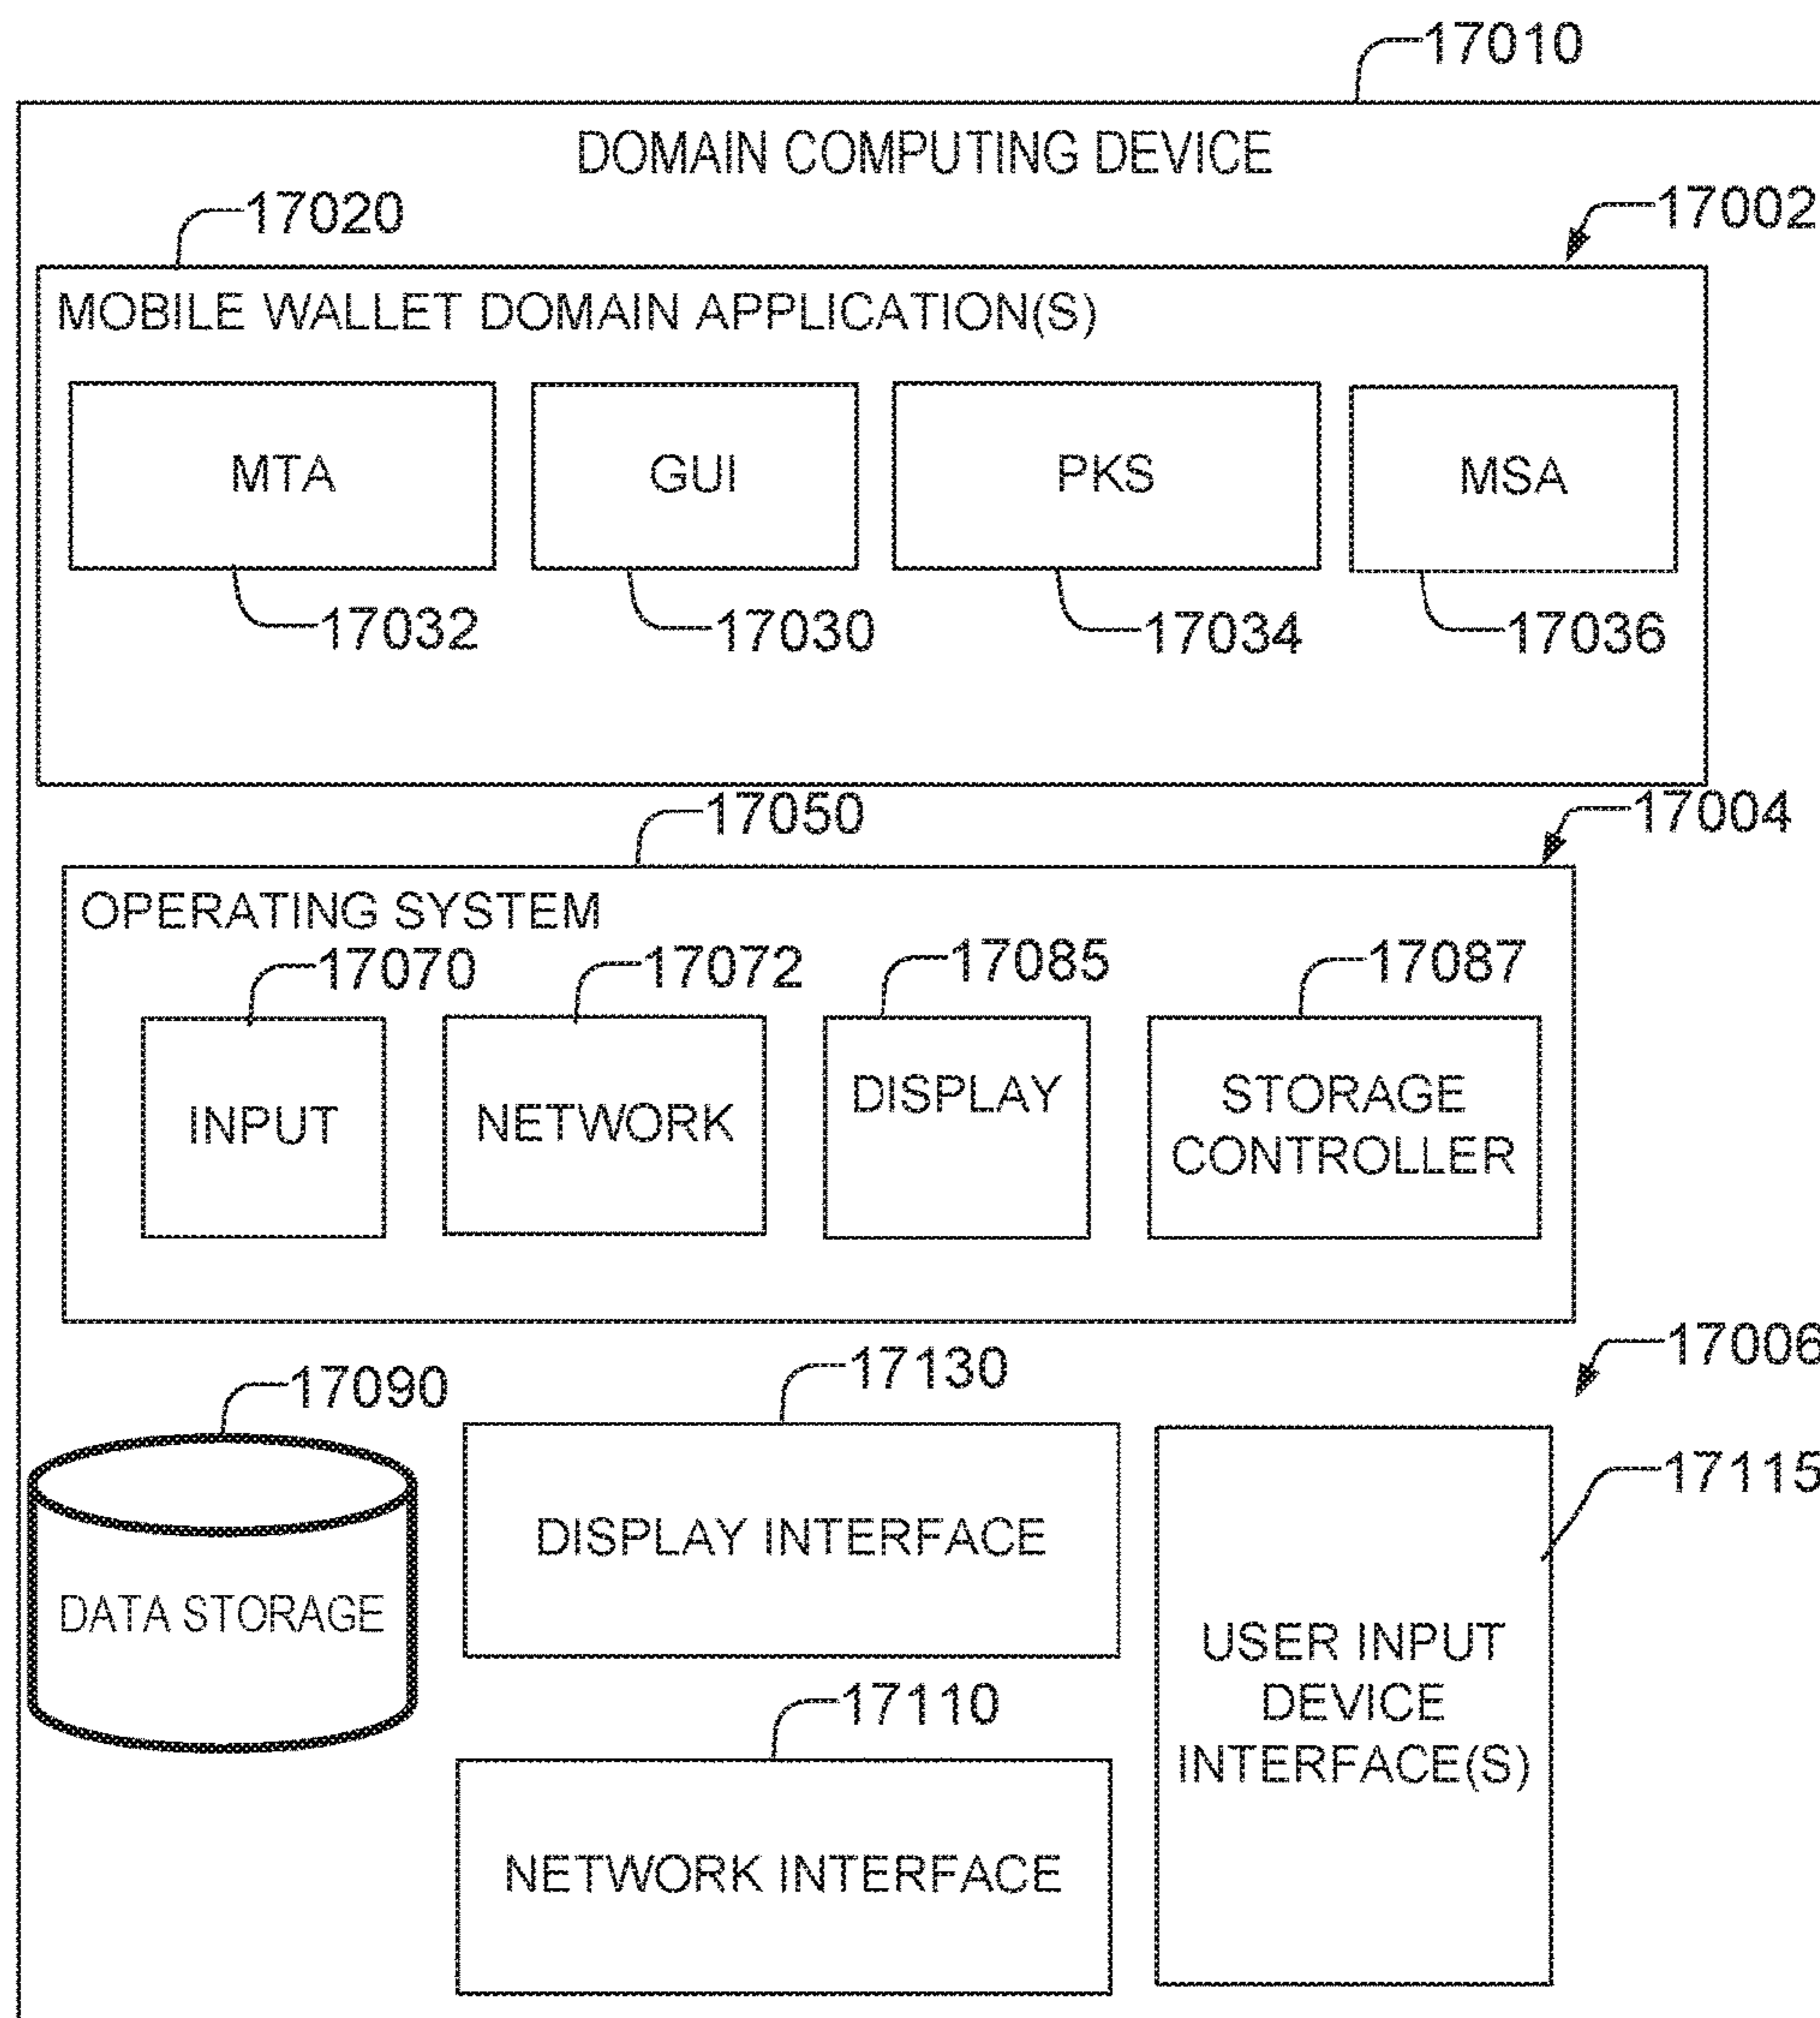 17010
DOMAIN COMPUTING DEVICE
17020
17002
MOBILE WALLET DOMAIN APPLICATION(S)
MTA
GUI
PKS
MSA
17032
17030
17034
17036
17050
17004
OPERATING SYSTEM
17070
17072
17085
17087
INPUT
NETWORK
DISPLAY
STORAGE
CONTROLLER
17006
17090
17130
17115
DISPLAY INTERFACE
DATA STORAGE
USER INPUT
DEVICE
INTERFACE(S)
17110
NETWORK INTERFACE